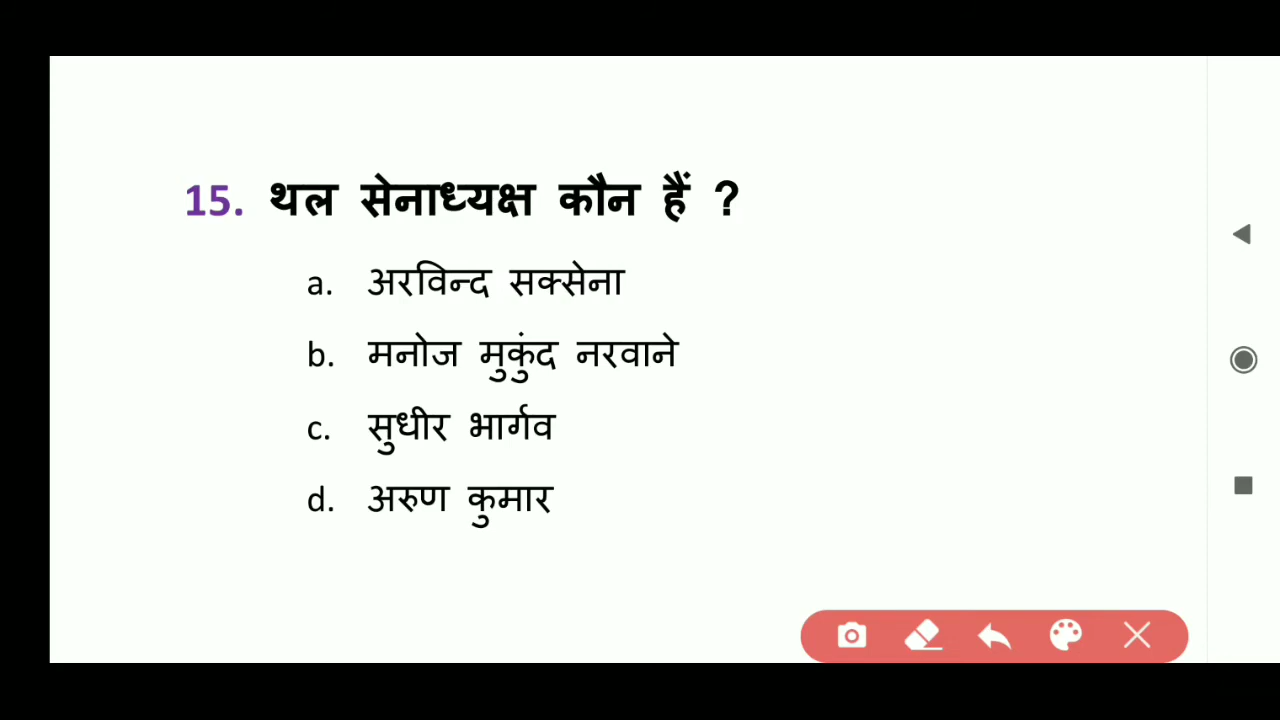 15. थल सेनाध्यक्ष कौन हैं ?
a. अरविन्द सक्सेना
b. मनोज मुकुंद नरवाने
c. सुधीर भार्गव
d. अरुण कुमार